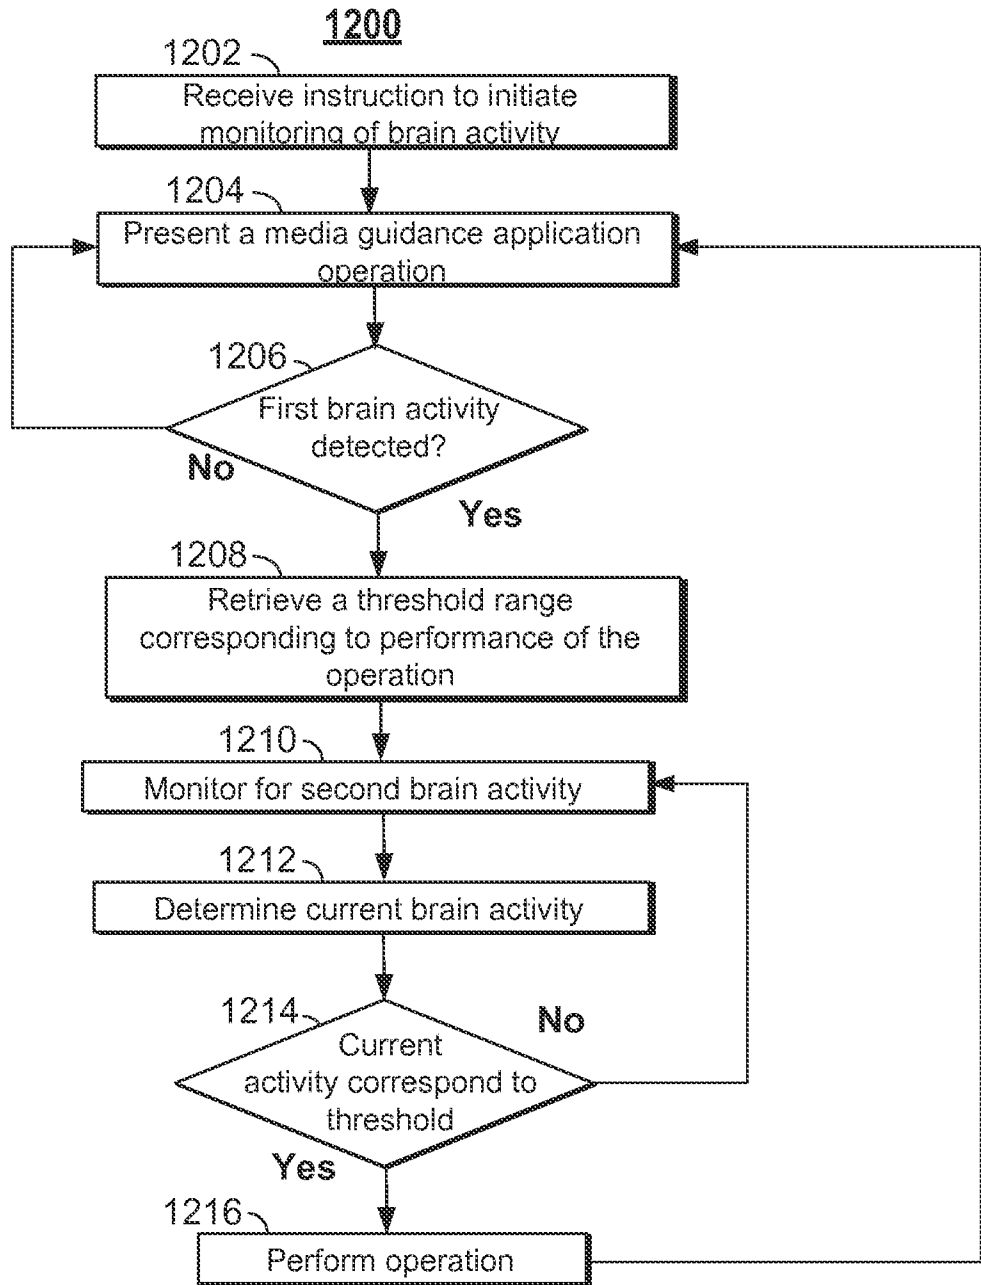 1200
1202
Receive instruction to initiate
monitoring of brain activity
1204
Present a media guidance application
operation
1206
First brain activity
detected?
No
Yes
1208
Retrieve a threshold range
corresponding to performance of the
operation
1210
Monitor for second brain activity
1212
Determine current brain activity
1214
No
Current
activity correspond to
threshold
Yes
1216
Perform operation